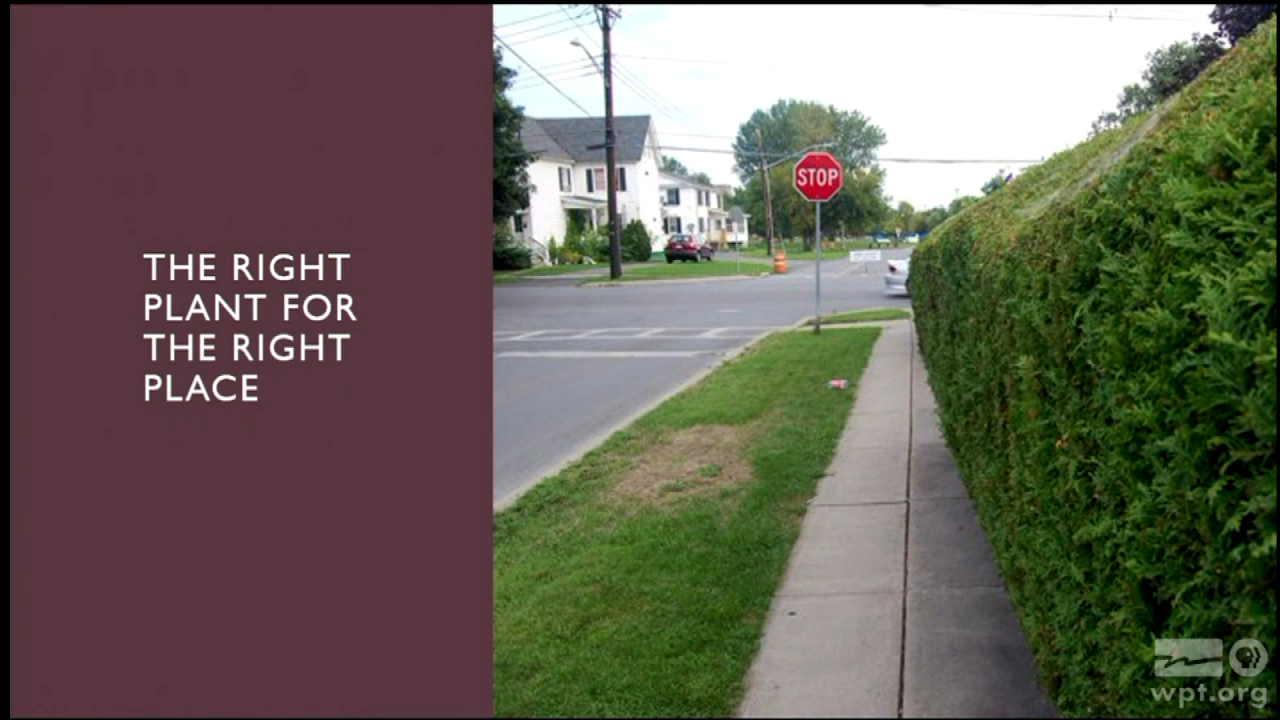 THE RIGHT
PLANT FOR
THE RIGHT
PLACE
STOP
wpt.org